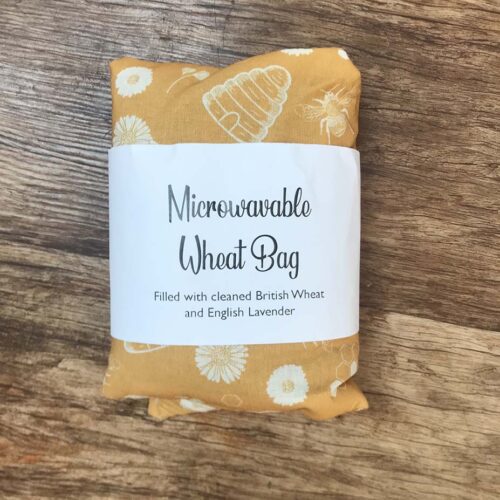 Microwavable
Wheat Bag
Filled with cleaned British Wheat
and English Lavender